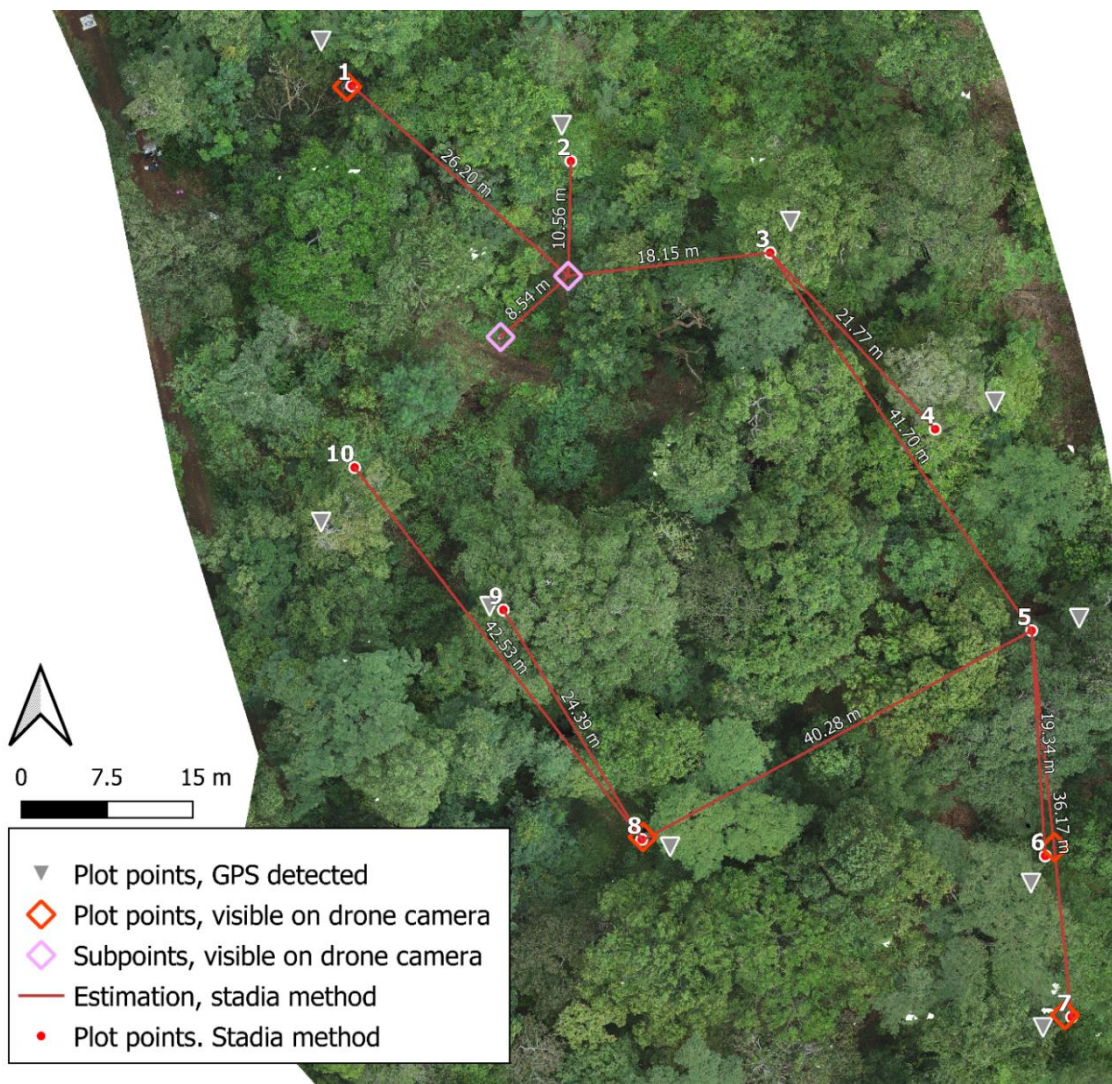 1
2
26.20 m
10.56 m
3
18.15 m
8.54 m
21.77 m
4
41.70 m
10
9
5
42.53 m
24.39 m
40.28 m
19.34 m
36.17 m
8
6
7
0 7.5 15 m
Plot points, GPS detected
Plot points, visible on drone camera
Subpoints, visible on drone camera
Estimation, stadia method
Plot points. Stadia method